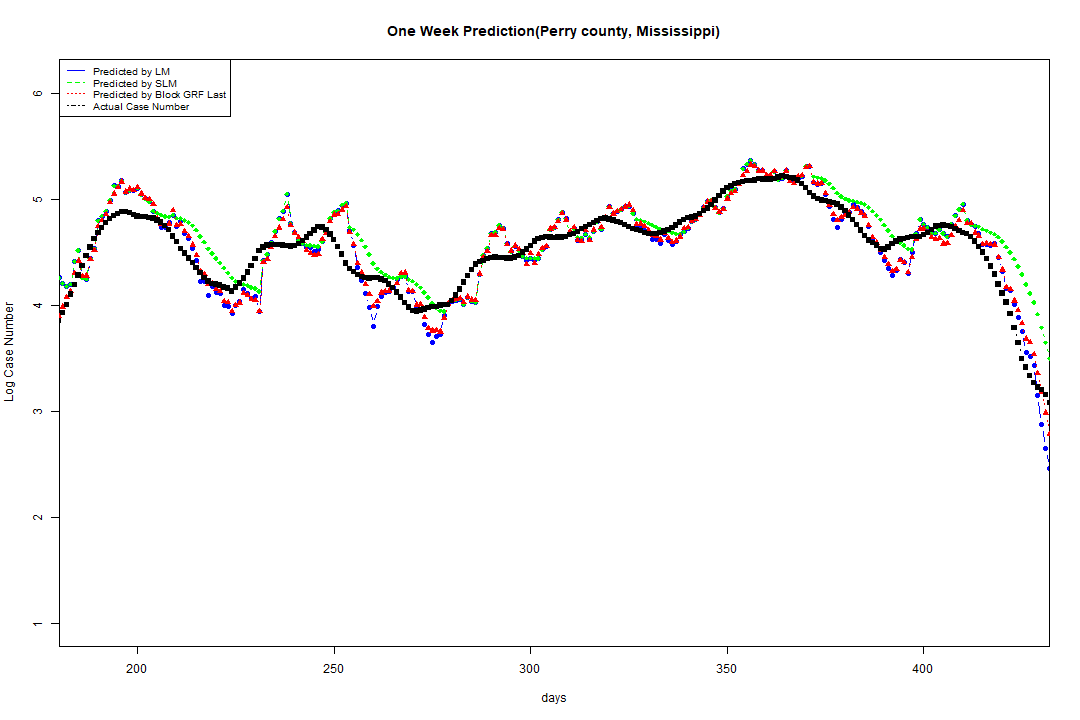 One Week Prediction(Perry county, Mississippi)
Predicted by LM
Predicted by SLM
Predicted by Block GRF Last
Actual Case Number
6
5
4
3
2
1
Log Case Number
200 250 300 350 400
days